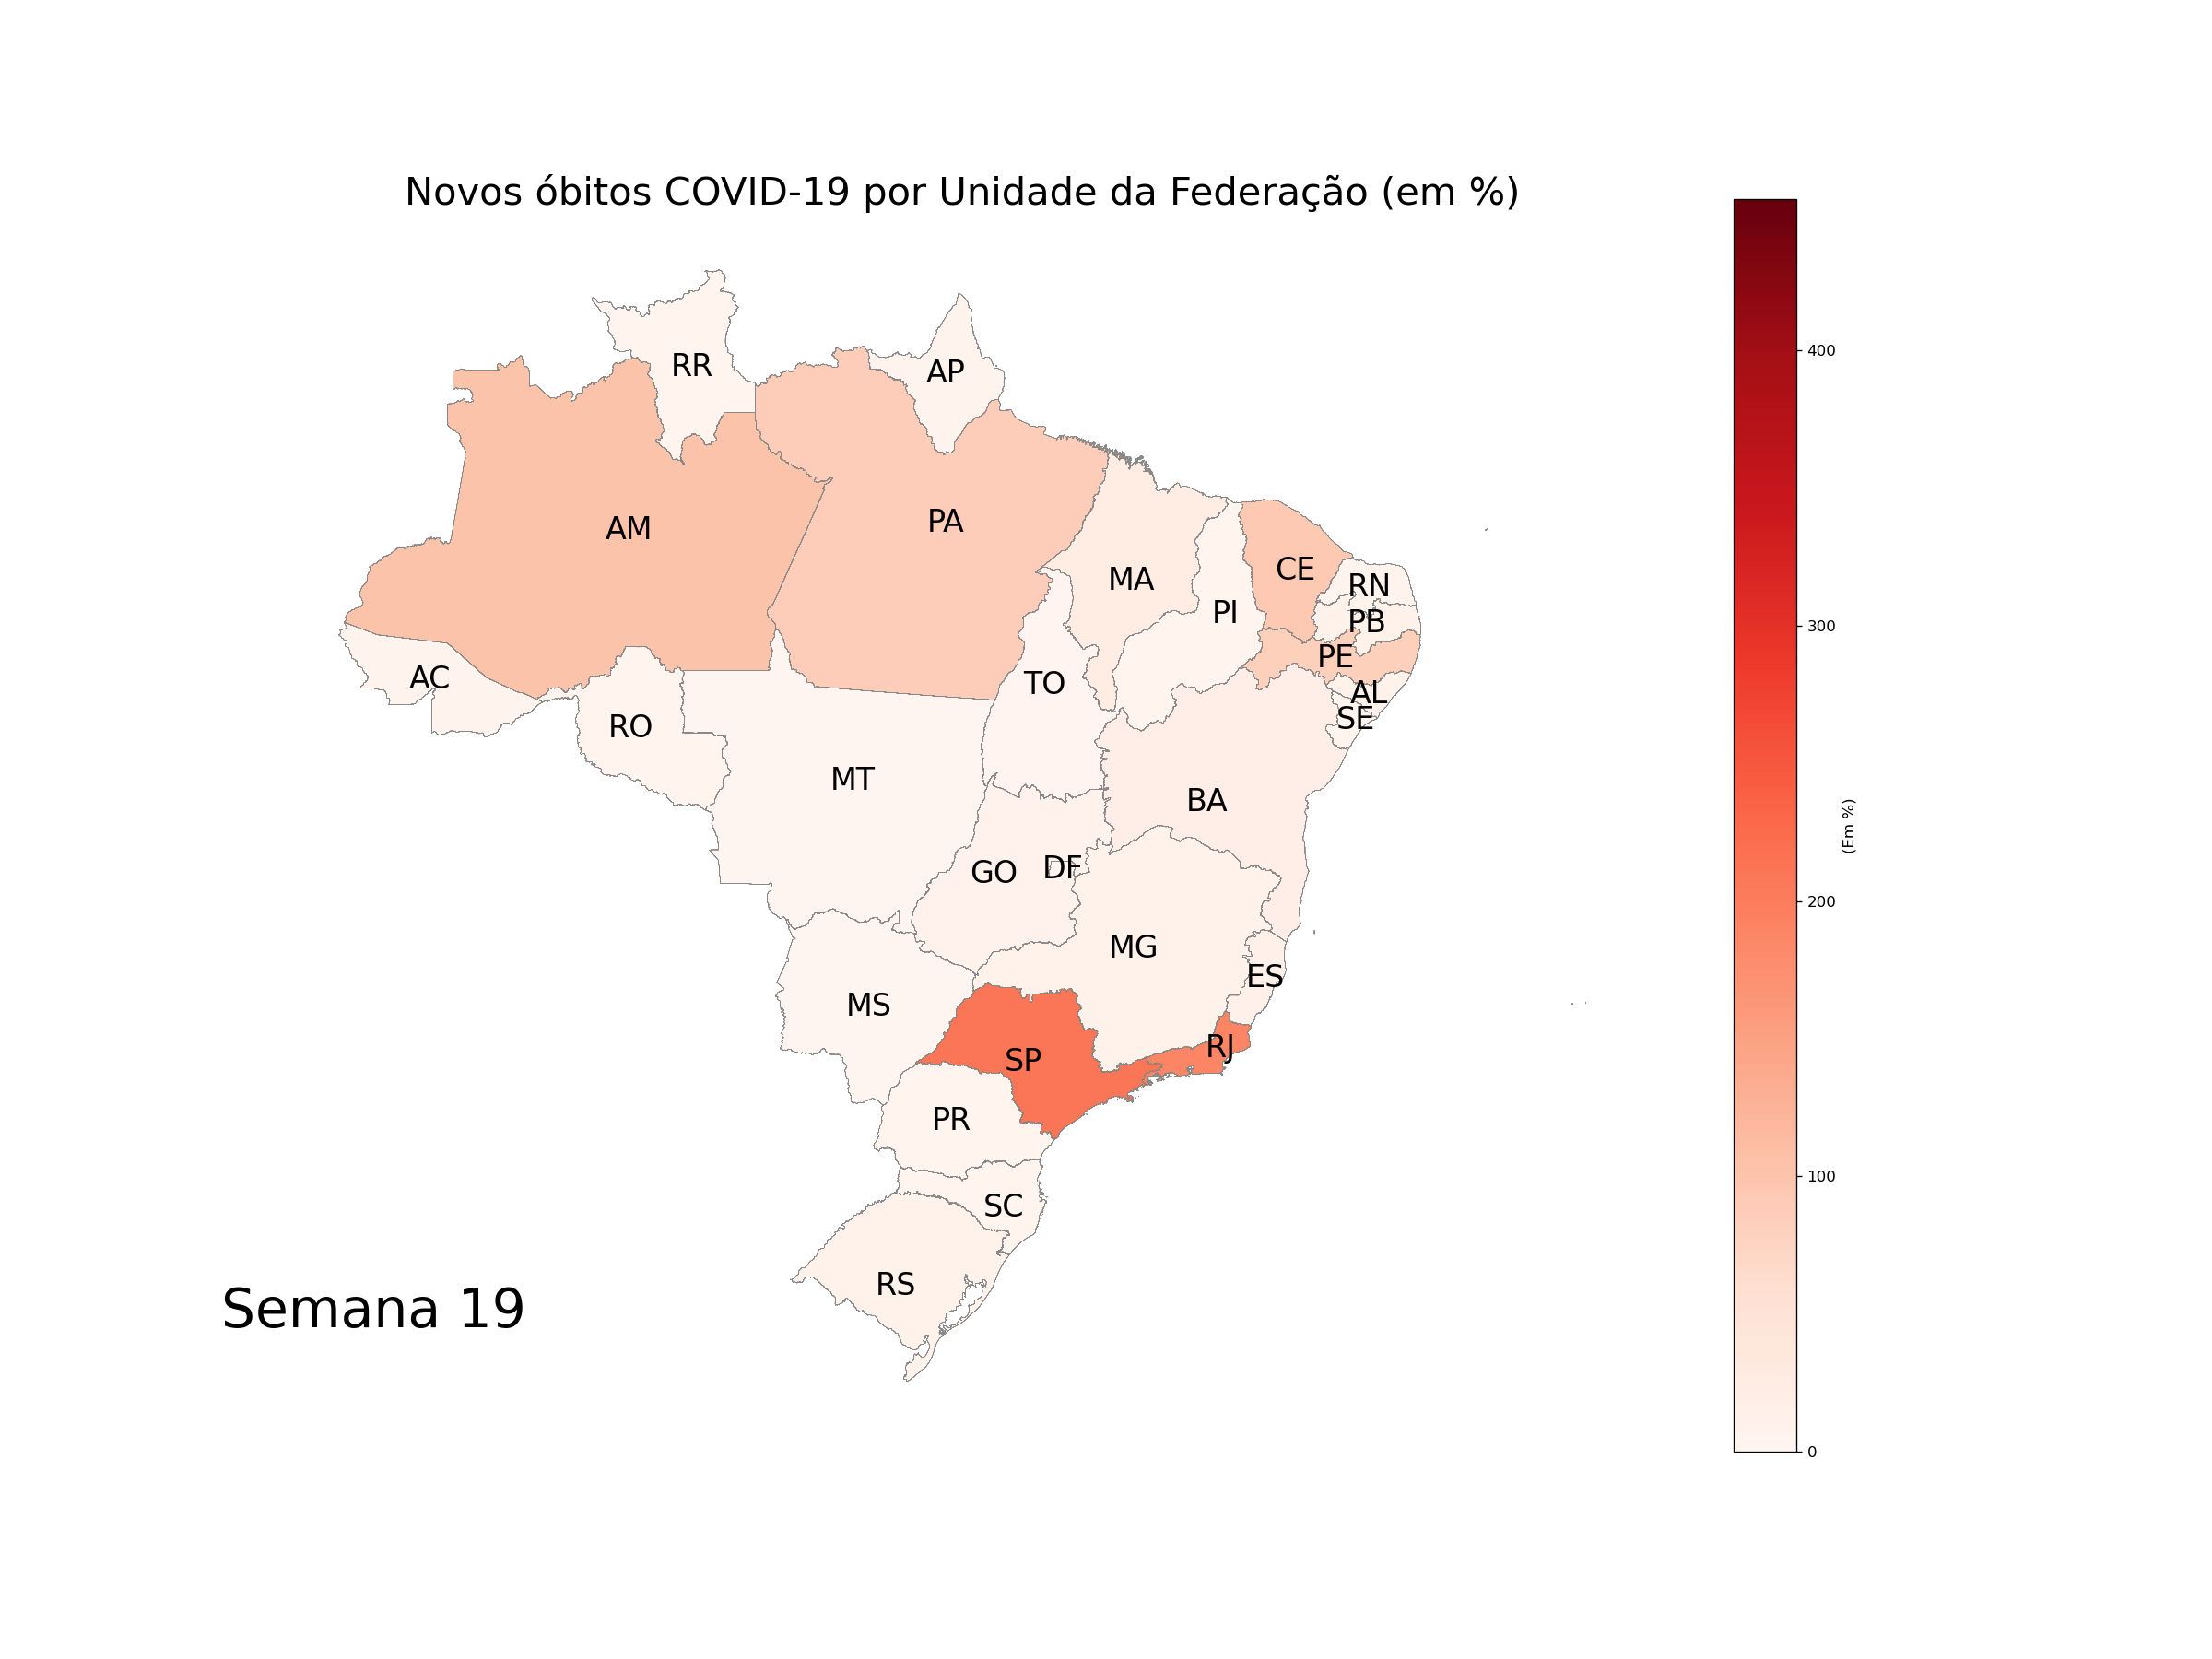 Novos óbitos COVID-19 por Unidade da Federação (em %)
RR
AP
AM
PA
MA
CE
RN
PI
PB
PE
AC
TO
AL
SE
RO
MT
BA
GO
DF
MG
ES
MS
RJ
SP
PR
SC
RS
Semana 19
400
300
200
100
0
(Em %)